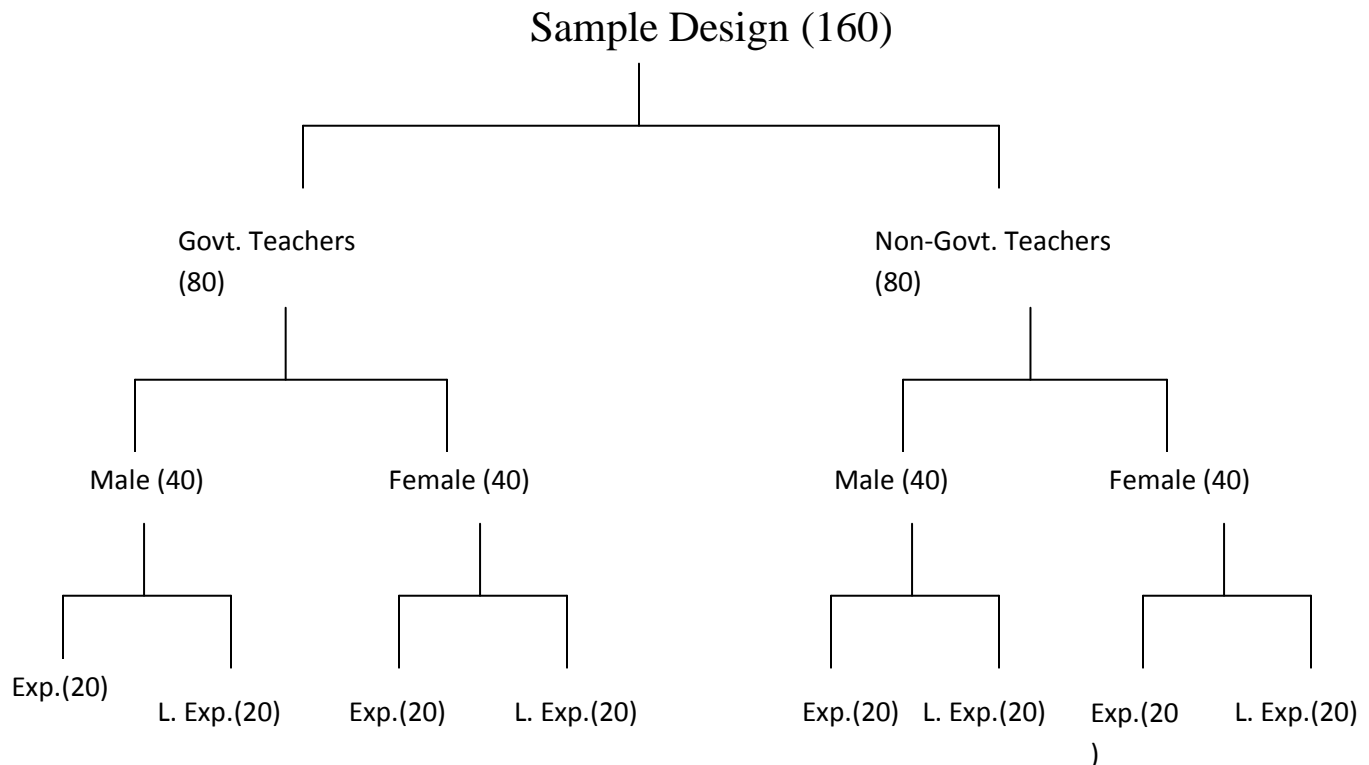 Sample Design (160)
Govt. Teachers
(80)
Non-Govt. Teachers
(80)
Male (40)
Female (40)
Male (40)
Female (40)
Exp.(20)
L. Exp.(20)
Exp.(20)
L. Exp.(20)
Exp.(20)
L. Exp.(20)
Exp.(20
)
L. Exp.(20)